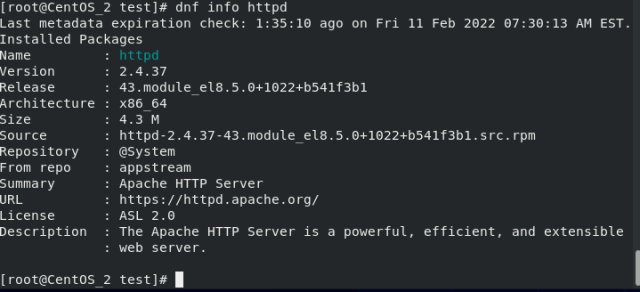 [root@CentOS_2 test]# dnf info httpd
Last metadata expiration check: 1:35:10 ago on Fri 11 Feb 2022 07:30:13 AM EST.
Installed Packages
Name         : httpd
Version      : 2.4.37
Release      : 43.module_el8.5.0+1022+b541f3b1
Architecture : x86_64
Size         : 4.3 M
Source       : httpd-2.4.37-43.module_el8.5.0+1022+b541f3b1.src.rpm
Repository   : @System
From repo    : appstream
Summary      : Apache HTTP Server
URL          : https://httpd.apache.org/
License      : ASL 2.0
Description  : The Apache HTTP Server is a powerful, efficient, and extensible
             : web server.
[root@CentOS_2 test]#